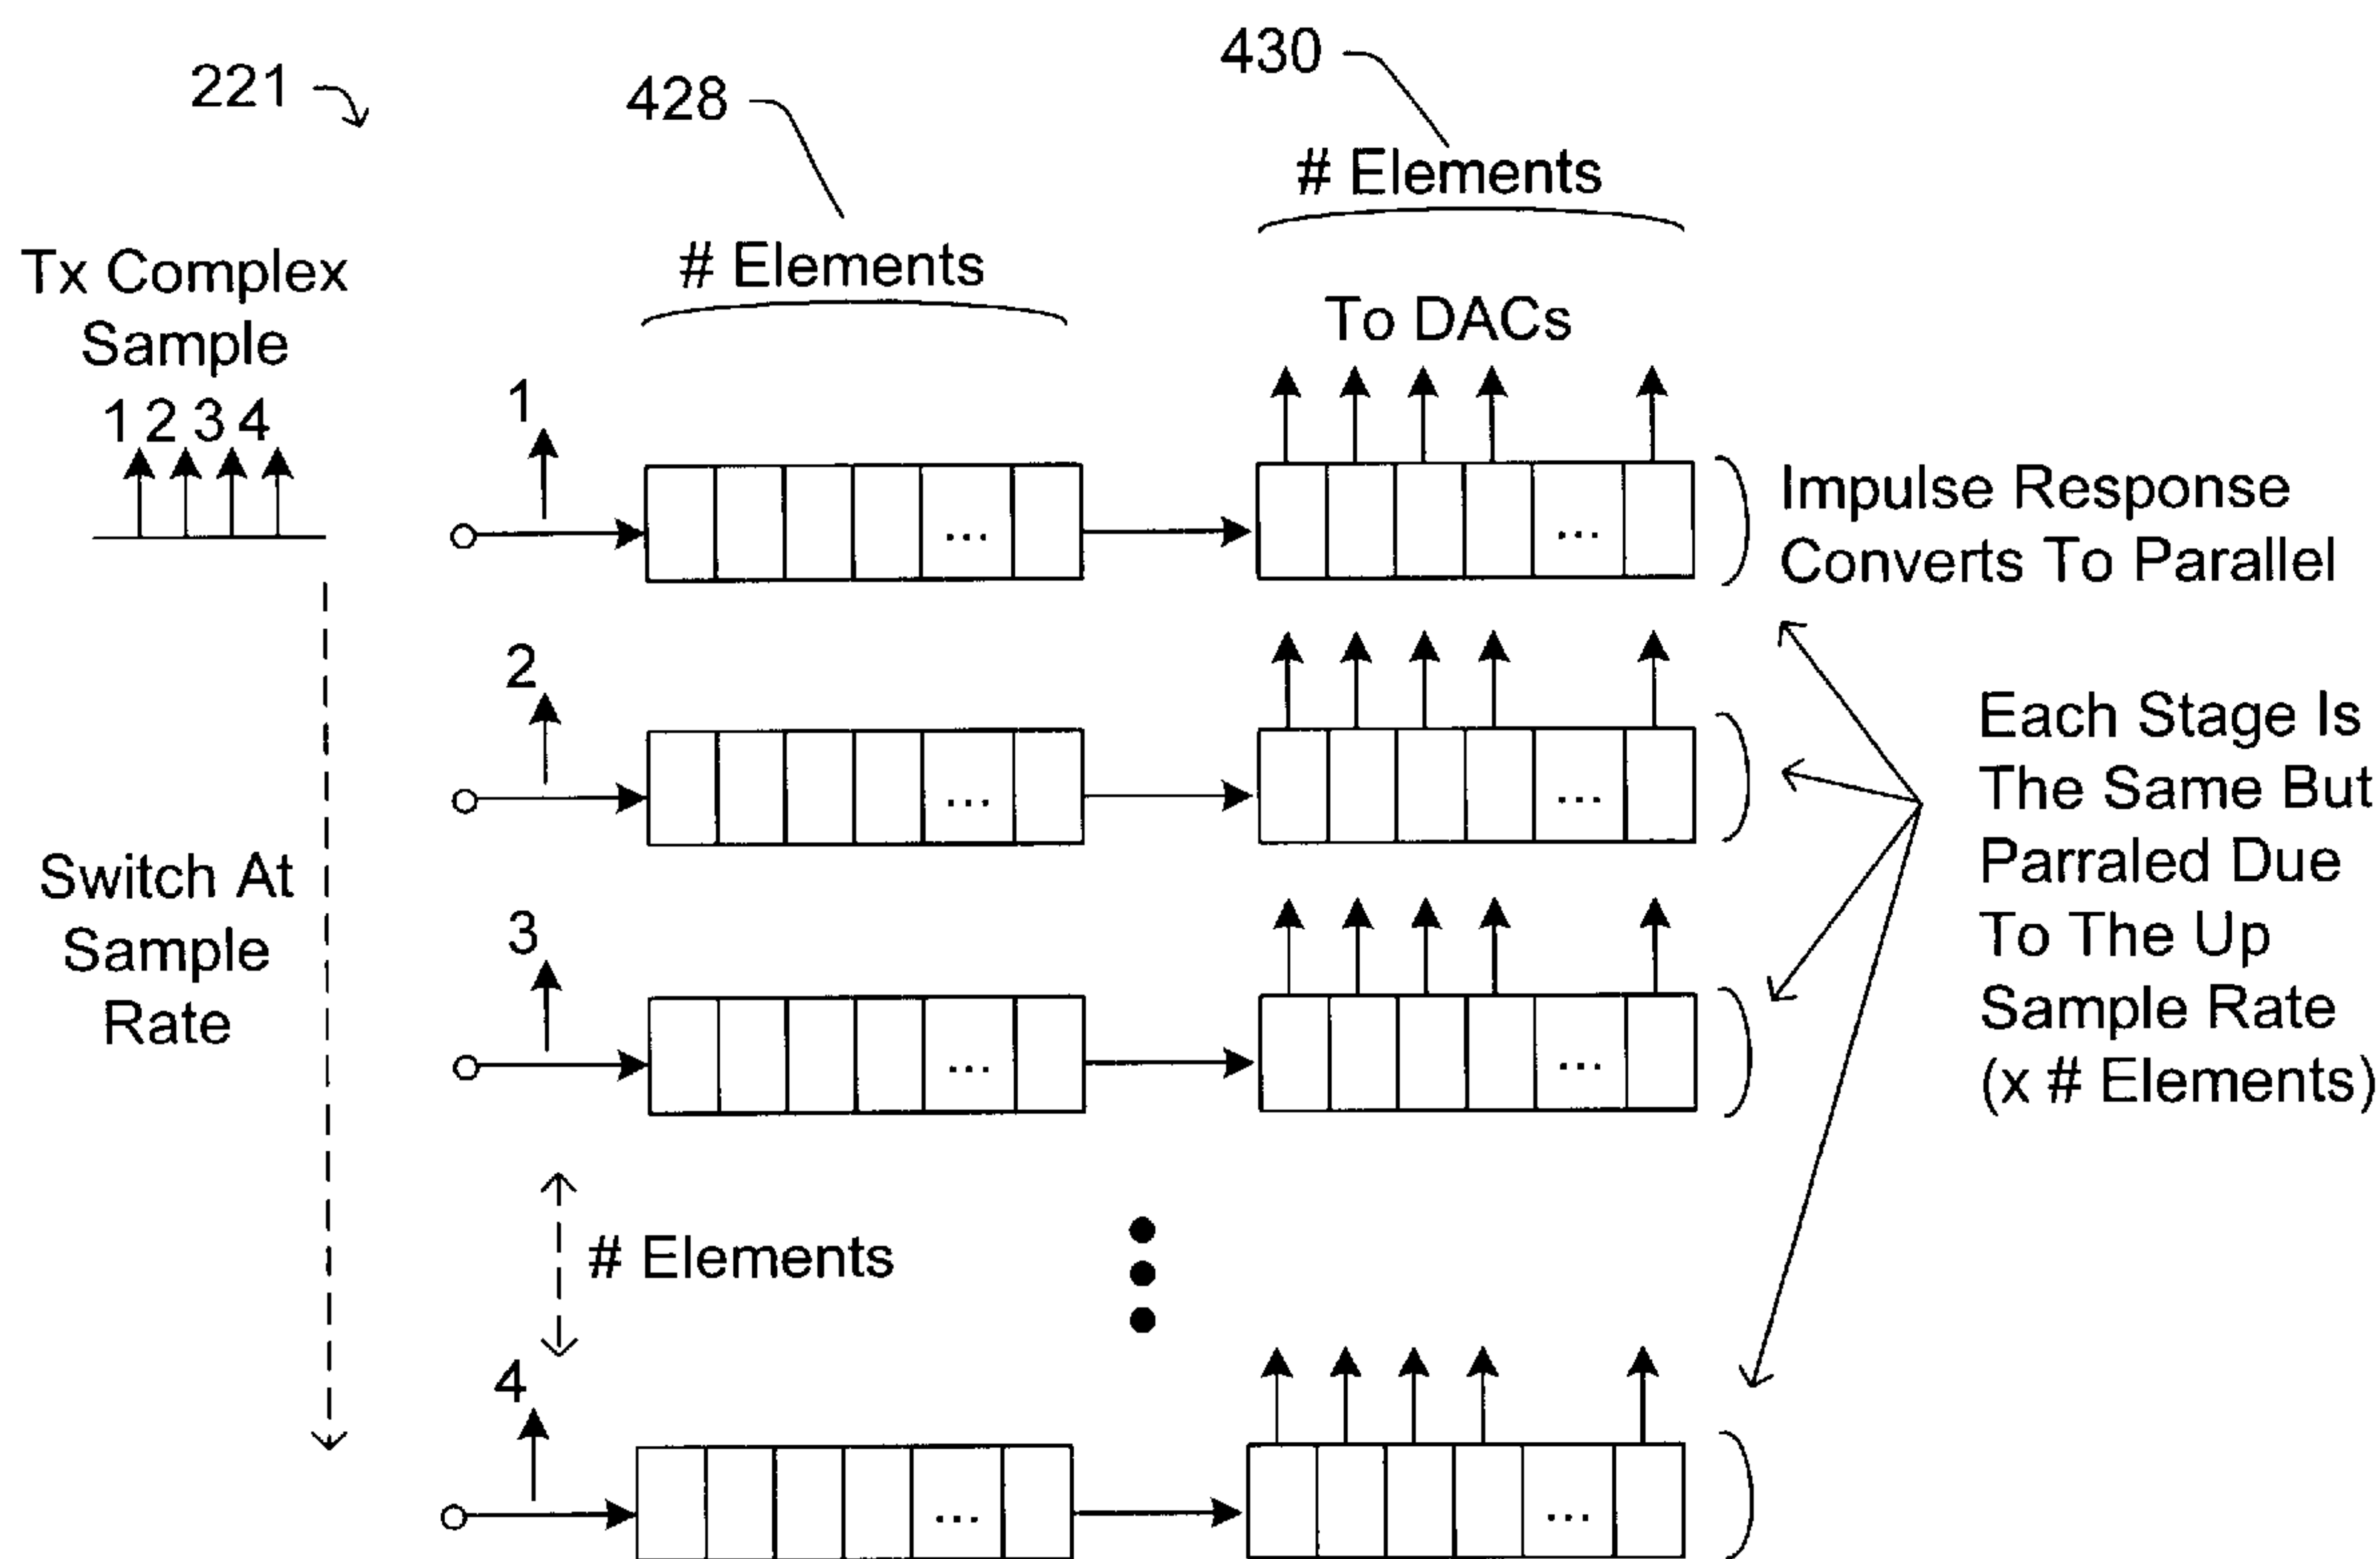 221
428
430
# Elements
# Elements
To DACs
Tx Complex
Sample
1 2 3 4
1
...
...
Impulse Response
Converts To Parallel
2
...
...
Each Stage Is
The Same But
Parraled Due
To The Up
Sample Rate
(x # Elements)
Switch At
Sample
Rate
3
...
...
# Elements
4
...
...